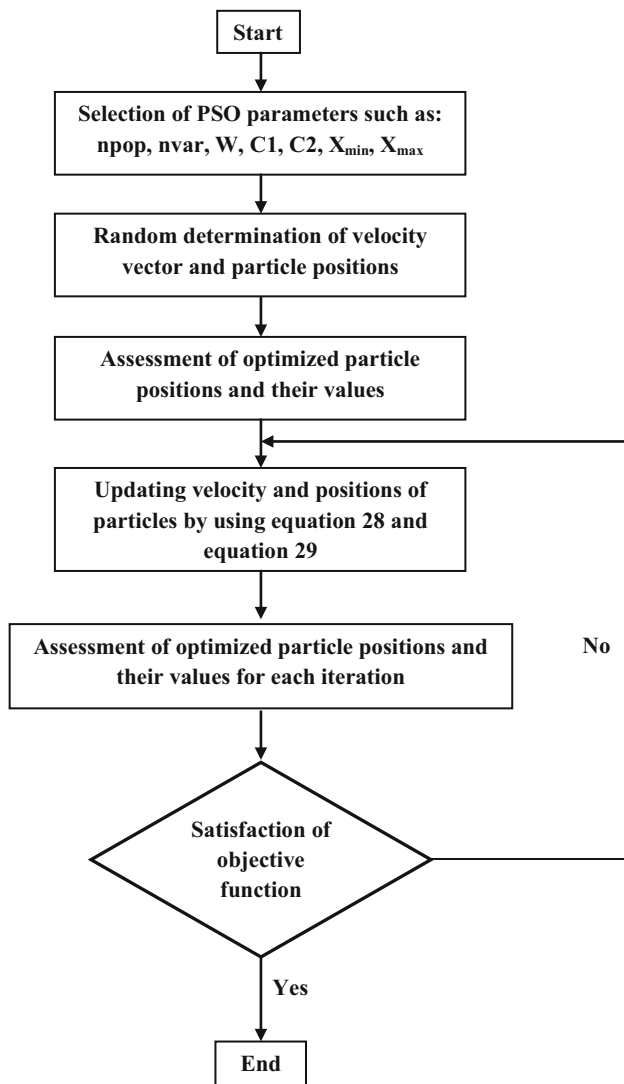 Start
Selection of PSO parameters such as:
npop, nvar, W, C1, C2, Xmin, Xmax
Random determination of velocity
vector and particle positions
Assessment of optimized particle
positions and their values
Updating velocity and positions of
particles by using equation 28 and
equation 29
Assessment of optimized particle positions and
their values for each iteration
No
Satisfaction of
objective
function
Yes
End